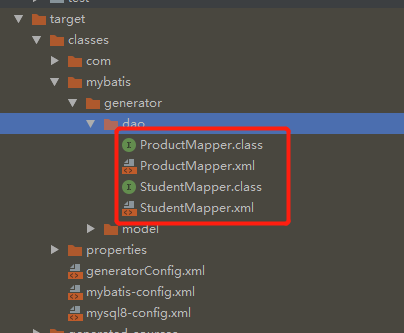 test
target
classes
com
mybatis
generator
dao
ProductMapper.class
ProductMapper.xml
StudentMapper.class
StudentMapper.xml
model
properties
generatorConfig.xml
mybatis-config.xml
mysql8-config.xml
generated-sources